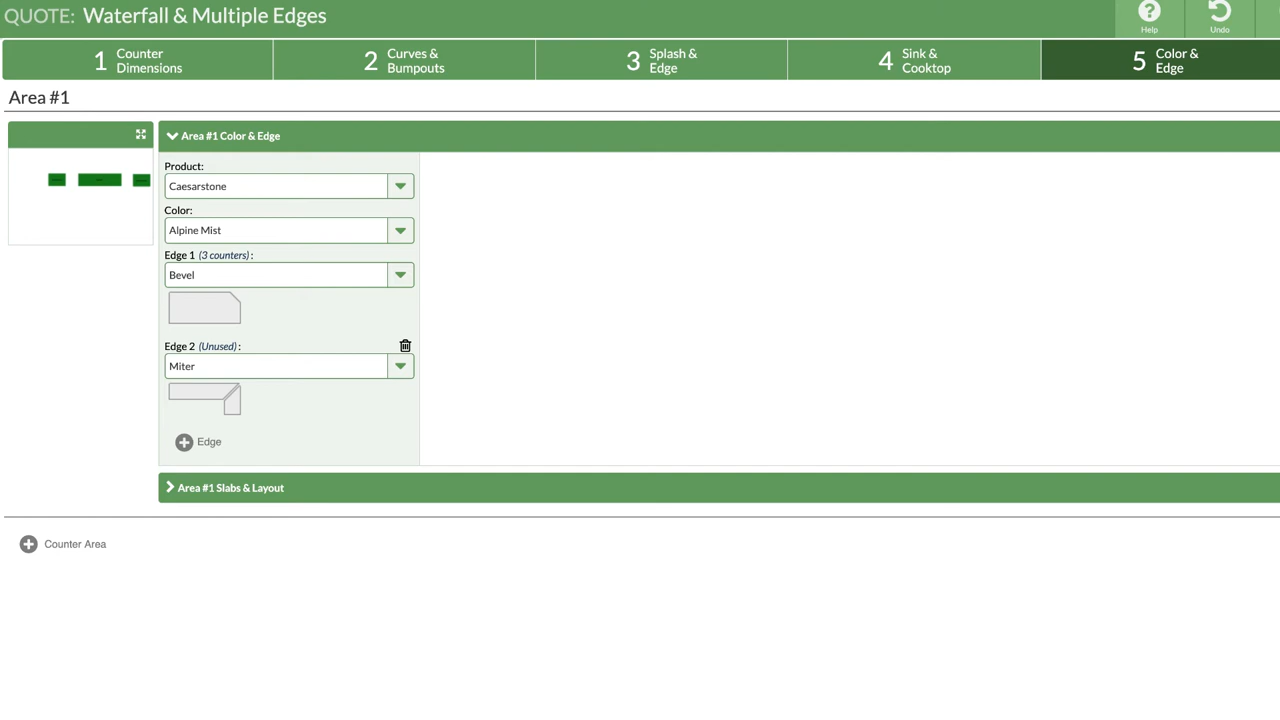 QUOTE: Waterfall & Multiple Edges
Help
Undo
1 Counter Dimensions
2 Curves & Bumpouts
3 Splash & Edge
4 Sink & Cooktop
5 Color & Edge
Area #1
Area #1 Color & Edge
Product:
Caesarstone
Color:
Alpine Mist
Edge 1 (3 counters) :
Bevel
Edge 2 (Unused) :
Miter
Edge
Area #1 Slabs & Layout
Counter Area